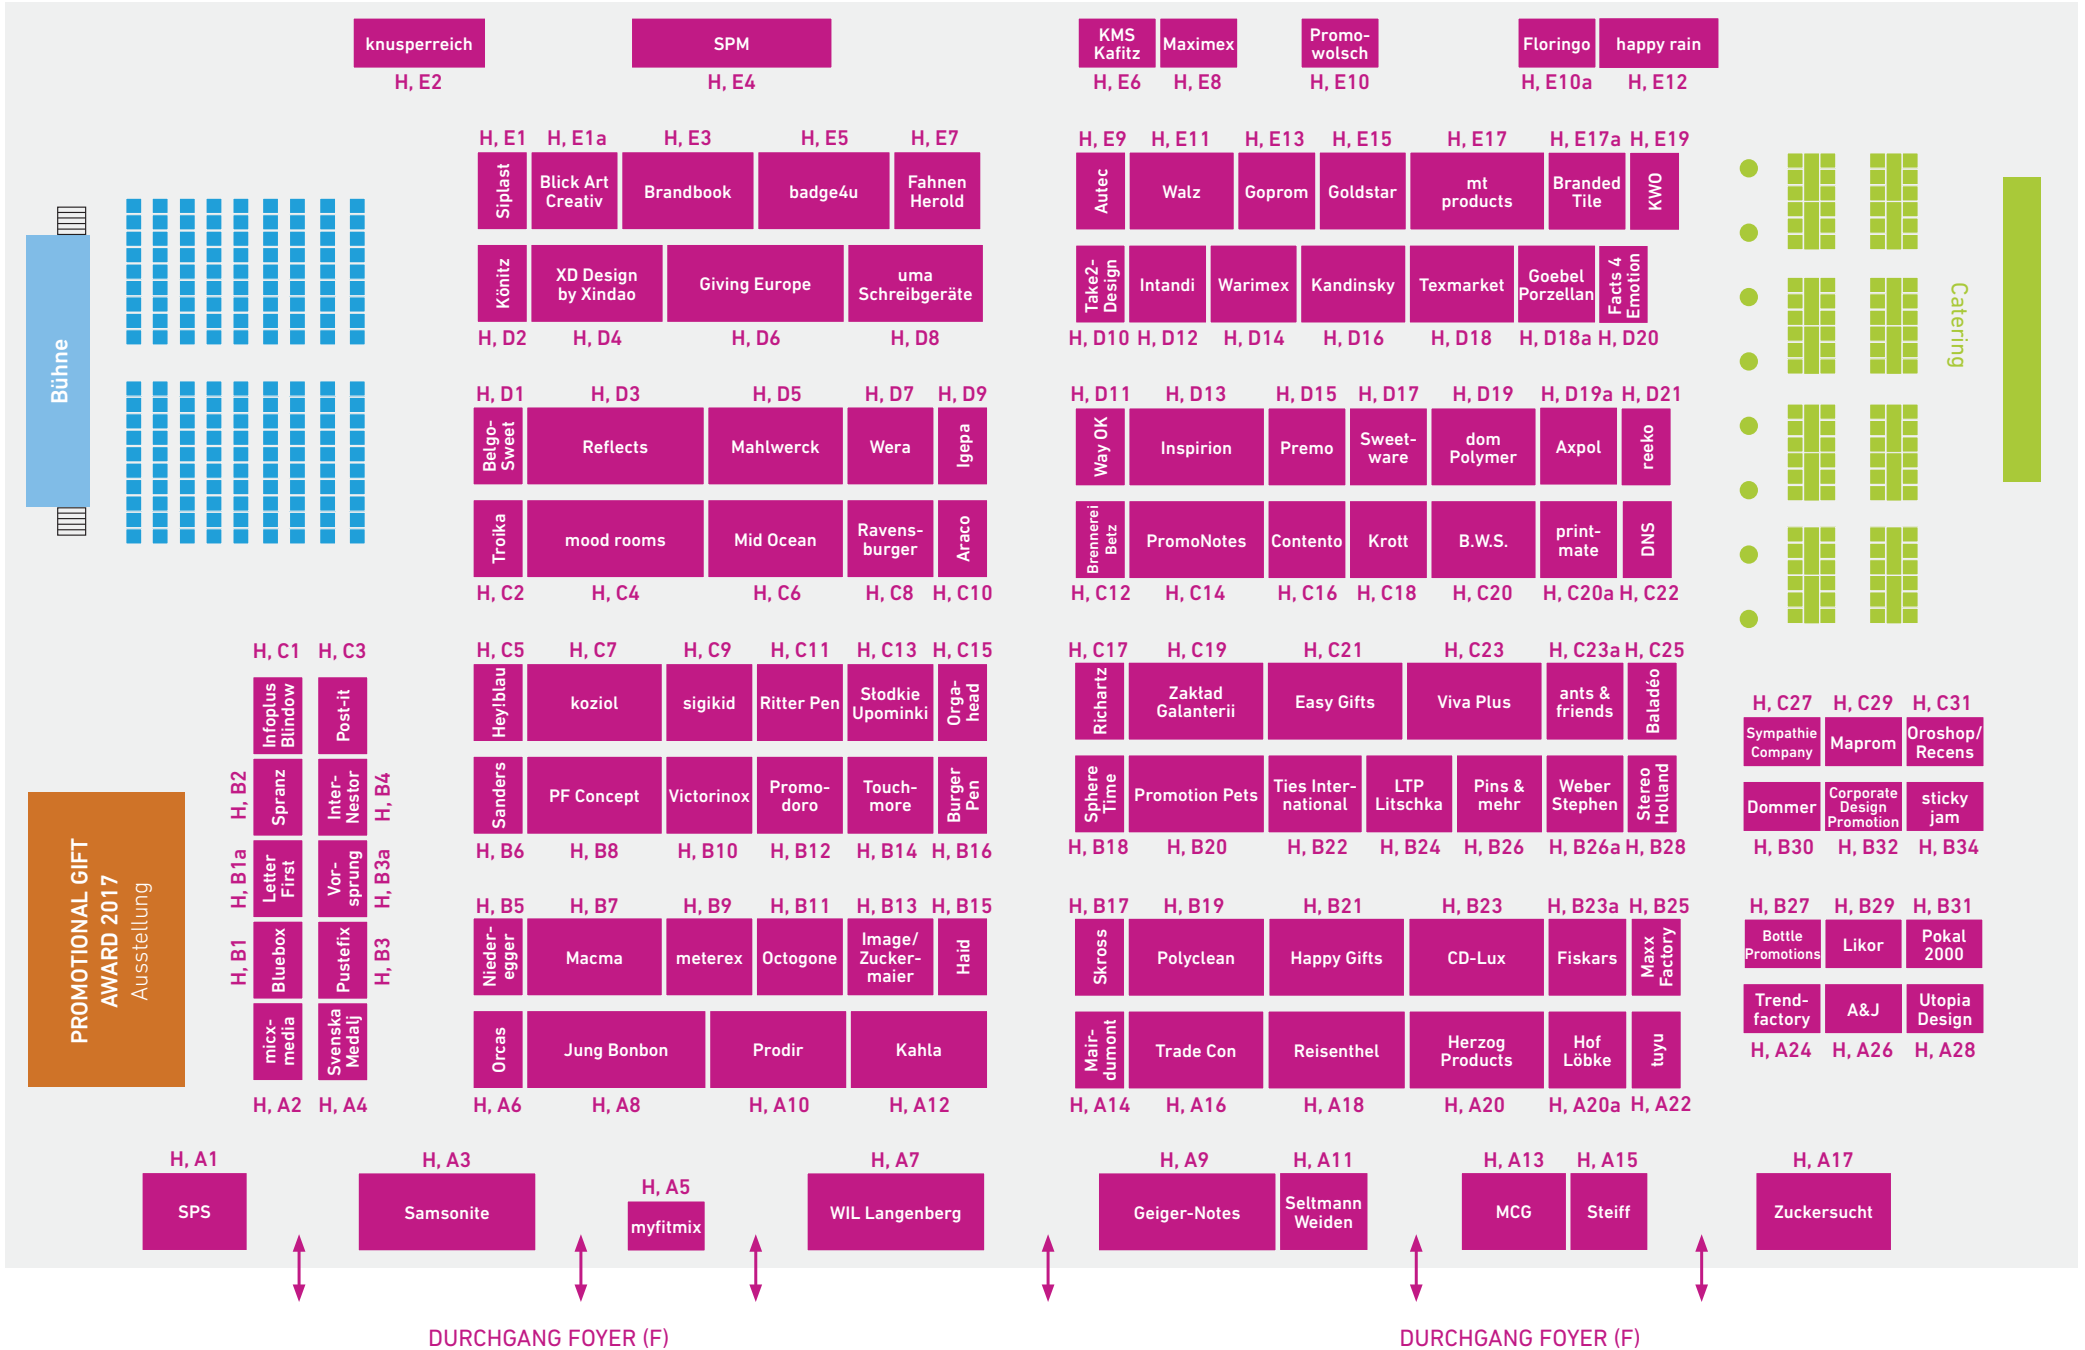 knusperreich
SPM
KMS
Kafitz
Maximex
Promo-
wolsch
Floringo
happy rain
H, E2
H, E4
H, E6
H, E8
H, E10
H, E10a
H, E12
H, E1
H, E1a
H, E3
H, E5
H, E7
H, E9
H, E11
H, E13
H, E15
H, E17
H, E17a
H, E19
Siplast
Blick Art
Creativ
Brandbook
badge4u
Fahnen
Herold
Autec
Walz
Goprom
Goldstar
mt
products
Branded
Tile
KWO
Könitz
XD Design
by Xindao
Giving Europe
uma
Schreibgeräte
Take2-
Design
Intandi
Warimex
Kandinsky
Texmarket
Goebel
Porzellan
Facts 4
Emotion
H, D2
H, D4
H, D6
H, D8
H, D10
H, D12
H, D14
H, D16
H, D18
H, D18a
H, D20
Bühne
Catering
H, D1
H, D3
H, D5
H, D7
H, D9
H, D11
H, D13
H, D15
H, D17
H, D19
H, D19a
H, D21
Belgo-
Sweet
Reflects
Mahlwerck
Wera
Igepa
Way OK
Inspirion
Premo
Sweet-
ware
dom
Polymer
Axpol
reeko
Troika
mood rooms
Mid Ocean
Ravens-
burger
Araco
Brennerei
Betz
PromoNotes
Contento
Krott
B.W.S.
print-
mate
DNS
H, C2
H, C4
H, C6
H, C8
H, C10
H, C12
H, C14
H, C16
H, C18
H, C20
H, C20a
H, C22
H, C1
H, C3
H, C5
H, C7
H, C9
H, C11
H, C13
H, C15
H, C17
H, C19
H, C21
H, C23
H, C23a
H, C25
Infoplus
Blindow
Post-it
Hey!blau
koziol
sigikid
Ritter Pen
Słodkie
Upominki
Orga-
head
Richartz
Zakład
Galanterii
Easy Gifts
Viva Plus
ants &
friends
Baladéo
H, C27
H, C29
H, C31
Sympathie
Company
Maprom
Oroshop/
Recens
H, B2
Spranz
Inter-
Nestor
H, B4
Sanders
PF Concept
Victorinox
Promo-
doro
Touch-
more
Burger
Pen
Sphere
Time
Promotion Pets
Ties Inter-
national
LTP
Litschka
Pins &
mehr
Weber
Stephen
Stereo
Holland
Dommer
Corporate
Design
Promotion
sticky
jam
H, B6
H, B8
H, B10
H, B12
H, B14
H, B16
H, B18
H, B20
H, B22
H, B24
H, B26
H, B26a
H, B28
H, B30
H, B32
H, B34
PROMOTIONAL GIFT
AWARD 2017
Ausstellung
H, B1a
Letter
First
Vor-
sprung
H, B3a
H, B1
Bluebox
Pustefix
H, B3
H, B5
H, B7
H, B9
H, B11
H, B13
H, B15
H, B17
H, B19
H, B21
H, B23
H, B23a
H, B25
H, B27
H, B29
H, B31
Nieder-
egger
Macma
meterex
Octogone
Image/
Zucker-
maier
Haid
Skross
Polyclean
Happy Gifts
CD-Lux
Fiskars
Maxx
Factory
Bottle
Promotions
Likor
Pokal
2000
micx-
media
Svenska
Medalj
Orcas
Jung Bonbon
Prodir
Kahla
Mair-
dumont
Trade Con
Reisenthel
Herzog
Products
Hof
Löbke
tuyu
Trend-
factory
A&J
Utopia
Design
H, A24
H, A26
H, A28
H, A2
H, A4
H, A6
H, A8
H, A10
H, A12
H, A14
H, A16
H, A18
H, A20
H, A20a
H, A22
H, A1
H, A3
H, A5
H, A7
H, A9
H, A11
H, A13
H, A15
H, A17
SPS
Samsonite
myfitmix
WIL Langenberg
Geiger-Notes
Seltmann
Weiden
MCG
Steiff
Zuckersucht
DURCHGANG FOYER (F)
DURCHGANG FOYER (F)